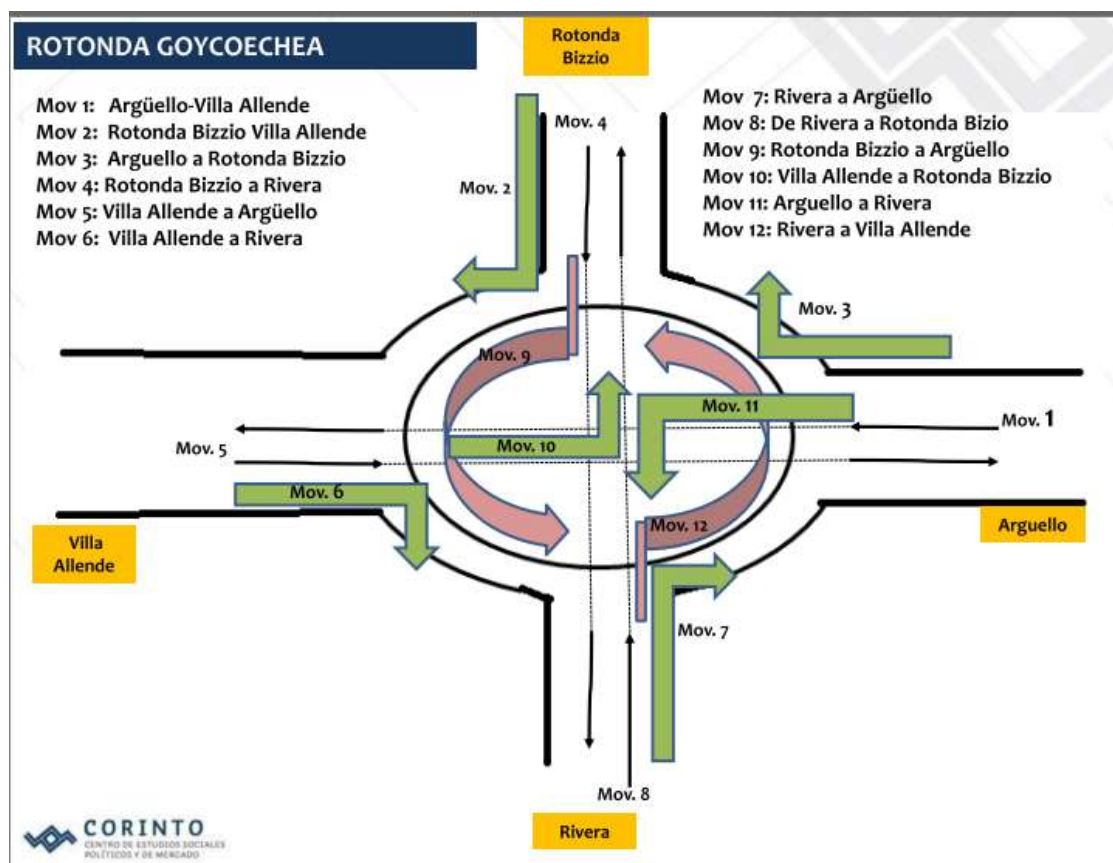 ROTONDA GOYCOECHEA
Rotonda
Bizzio
Mov 1: Argüello-Villa Allende
Mov 2: Rotonda Bizzio Villa Allende
Mov 3: Arguello a Rotonda Bizzio
Mov 4: Rotonda Bizzio a Rivera
Mov 5: Villa Allende a Argüello
Mov 6: Villa Allende a Rivera
Mov 7: Rivera a Argüello
Mov 8: De Rivera a Rotonda Bizio
Mov 9: Rotonda Bizzio a Argüello
Mov 10: Villa Allende a Rotonda Bizzio
Mov 11: Arguello a Rivera
Mov 12: Rivera a Villa Allende
Mov. 4
Mov. 2
Mov. 3
Mov. 9
Mov. 11
Mov. 1
Mov. 5
Mov. 10
Mov. 6
Mov. 12
Villa
Allende
Arguello
Mov. 7
Mov. 8
Rivera
CORINTO
CENTRO DE ESTUDIOS SOCIALES
POLÍTICOS Y DE MERCADO